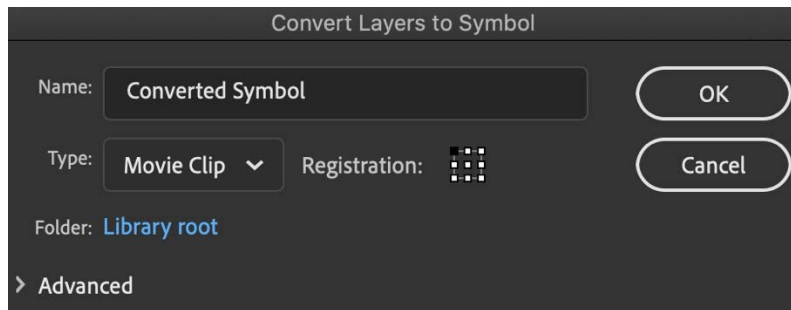 Convert Layers to Symbol
Name: Converted Symbol OK
Type: Movie Clip Registration: Cancel
Folder: Library root
Advanced